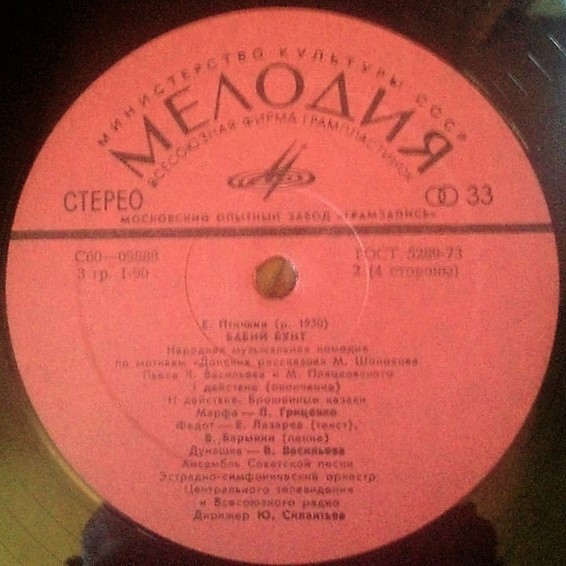 МИНИСТЕРСТВО КУЛЬТУРЫ СССР
МЕЛОДИЯ
ВСЕСОЮЗНАЯ ФИРМА ГРАМПЛАСТИНОК
СТЕРЕО
33
МОСКОВСКИЙ ОПЫТНЫЙ ЗАВОД «ГРАМЗАПИСЬ»
С60—09888 ГОСТ 5289-73
3 гр. 1-90 2 (4 стороны)
Е. Птичкин (р. 1930)
БАБИЙ БУНТ
Народная музыкальная комедия
по мотивам «Донских рассказов» М. Шолохова
Пьеса К. Васильева и М. Пляцковского
I действие (окончание)
II действие. Брошенные казаки
Марфа — Л. Гриценко
Федот — Е. Лазарев (текст),
В. Барынин (пение)
Дуняшка — В. Васильева
Ансамбль Советской песни
Эстрадно-симфонический оркестр
Центрального телевидения
и Всесоюзного радио
Дирижер Ю. Силантьев